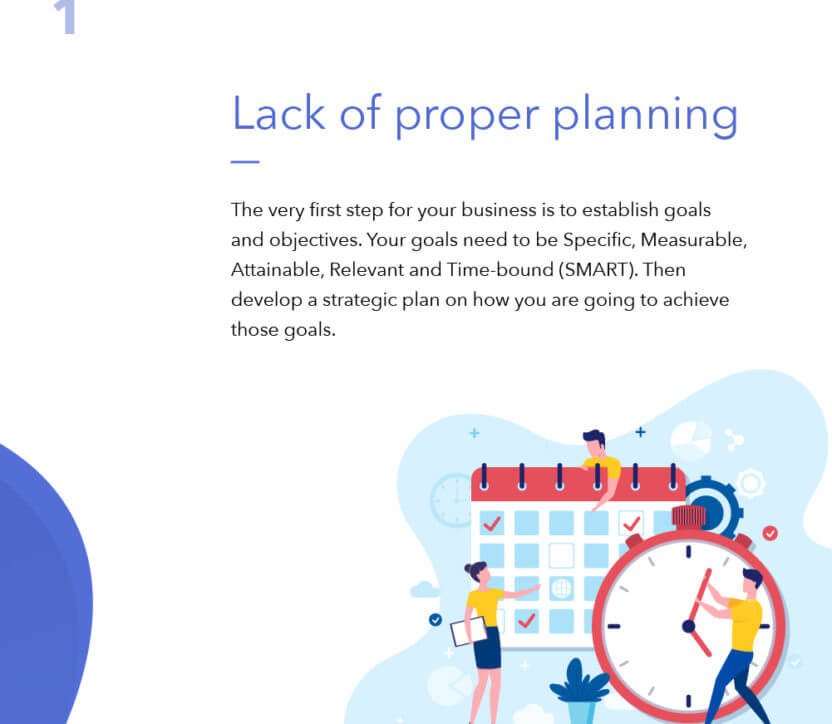 1
Lack of proper planning
The very first step for your business is to establish goals
and objectives. Your goals need to be Specific, Measurable,
Attainable, Relevant and Time-bound (SMART). Then
develop a strategic plan on how you are going to achieve
those goals.